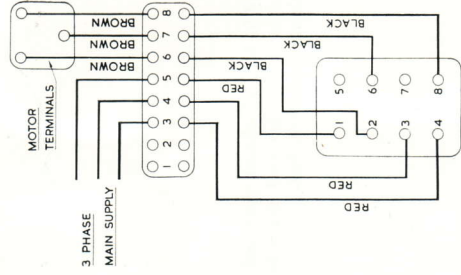 MOTOR
TERMINALS
BROWN
BROWN
BROWN
3 PHASE
MAIN SUPPLY
8
7
6
5
4
3
2
1
BLACK
BLACK
BLACK
RED
RED
RED
5
6
7
8
1
2
3
4